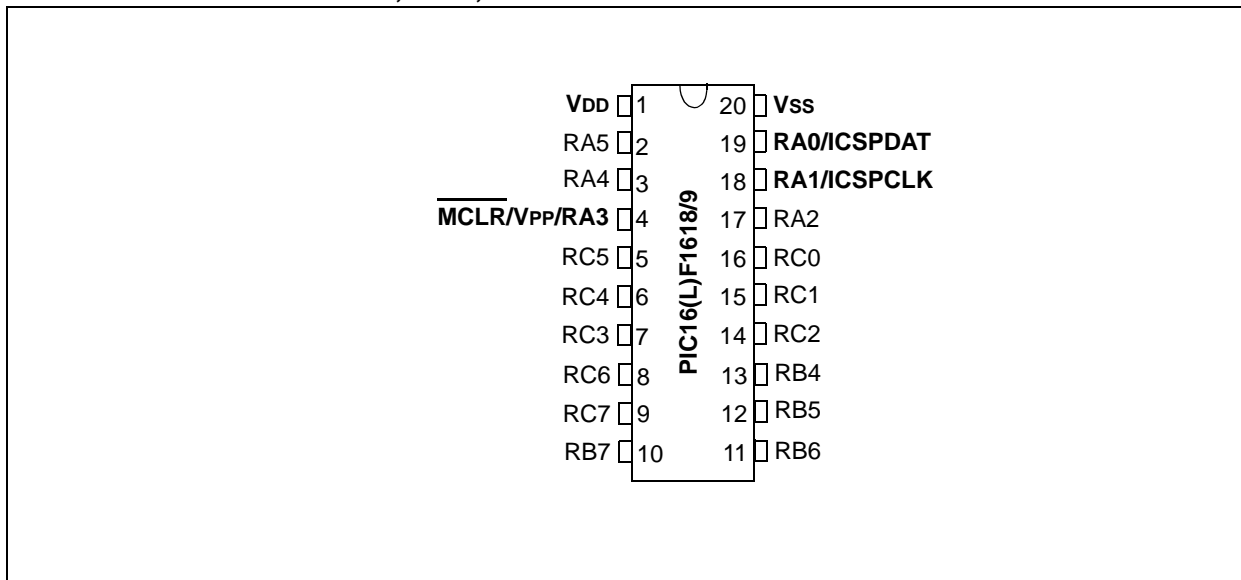 VDD 1 20 VSS
RA5 2 19 RA0/ICSPDAT
RA4 3 18 RA1/ICSPCLK
MCLR/VPP/RA3 4 17 RA2
RC5 5 16 RC0
RC4 6 15 RC1
RC3 7 14 RC2
RC6 8 13 RB4
RC7 9 12 RB5
RB7 10 11 RB6
PIC16(L)F1618/9